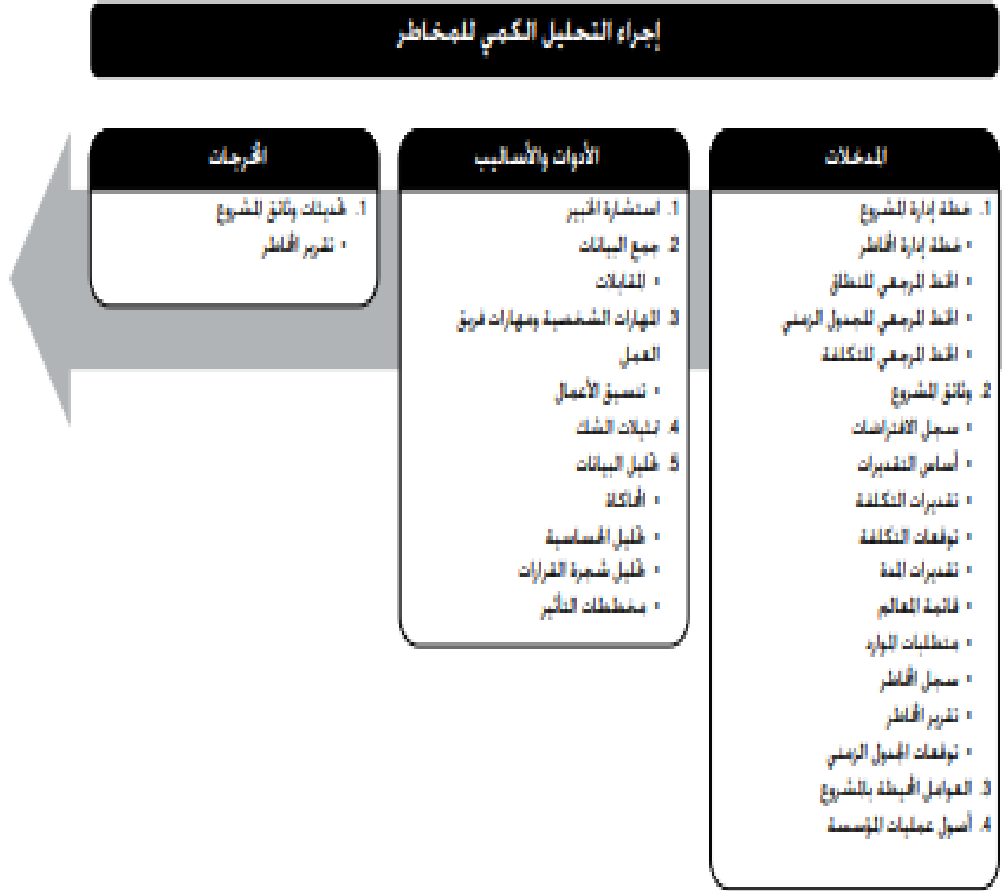 إجراء التحليل الكمي للمخاطر
المدخلات
1. خطة إدارة المشروع
• خطة إدارة المخاطر
• الخط المرجعي للنطاق
• الخط المرجعي للجدول الزمني
• الخط المرجعي للتكلفة
2. وثائق المشروع
• سجل الافتراضات
• أساس التقديرات
• تقديرات التكلفة
• توقعات التكلفة
• تقديرات المدة
• قائمة المعالم
• متطلبات الموارد
• سجل المخاطر
• تقرير المخاطر
• توقعات الجدول الزمني
3. العوامل المحيطة بالمشروع
4. أصول عمليات المؤسسة
الأدوات والأساليب
1. استشارة الخبير
2. جمع البيانات
• المقابلات
3. المهارات الشخصية ومهارات فريق
العمل
• تنسيق الأعمال
4. تمثيلات الشك
5. تحليل البيانات
• المحاكاة
• تحليل الحساسية
• تحليل شجرة القرارات
• مخططات التأثير
المخرجات
1. تحديثات وثائق المشروع
• تقرير المخاطر